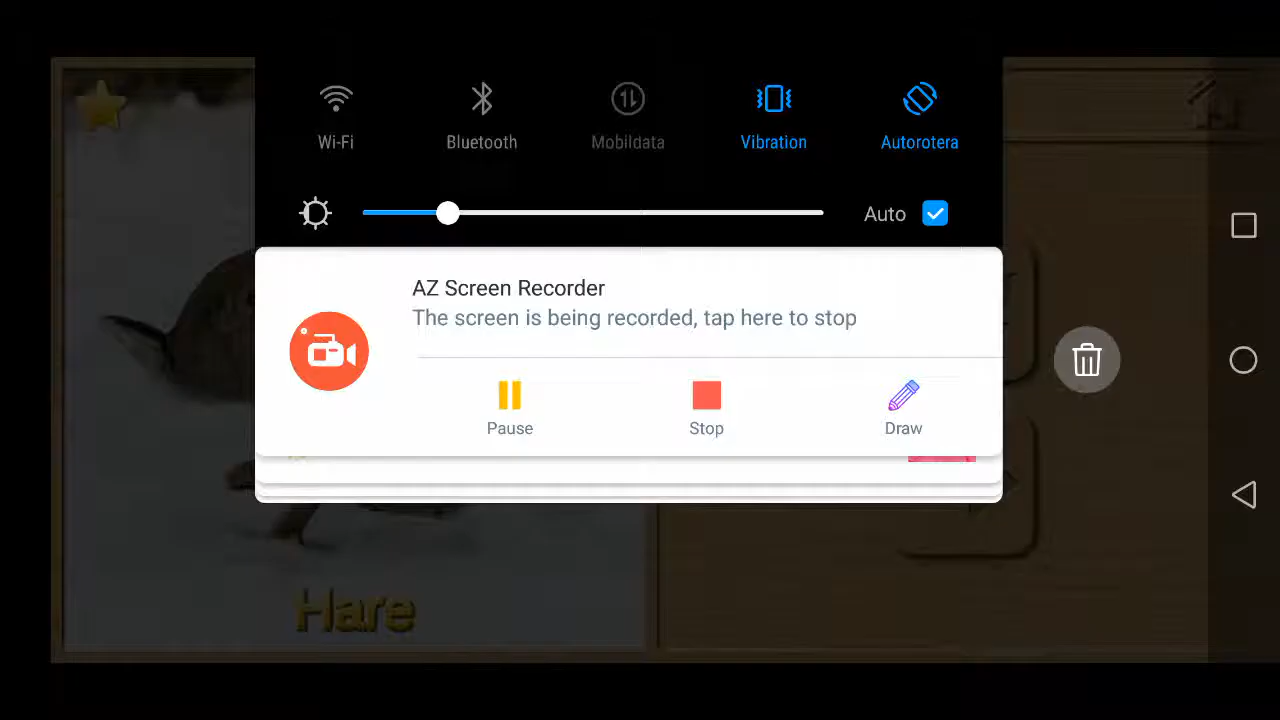 Wi-Fi Bluetooth Mobildata Vibration Autorotera
Auto
AZ Screen Recorder
The screen is being recorded, tap here to stop
Pause Stop Draw
Hare